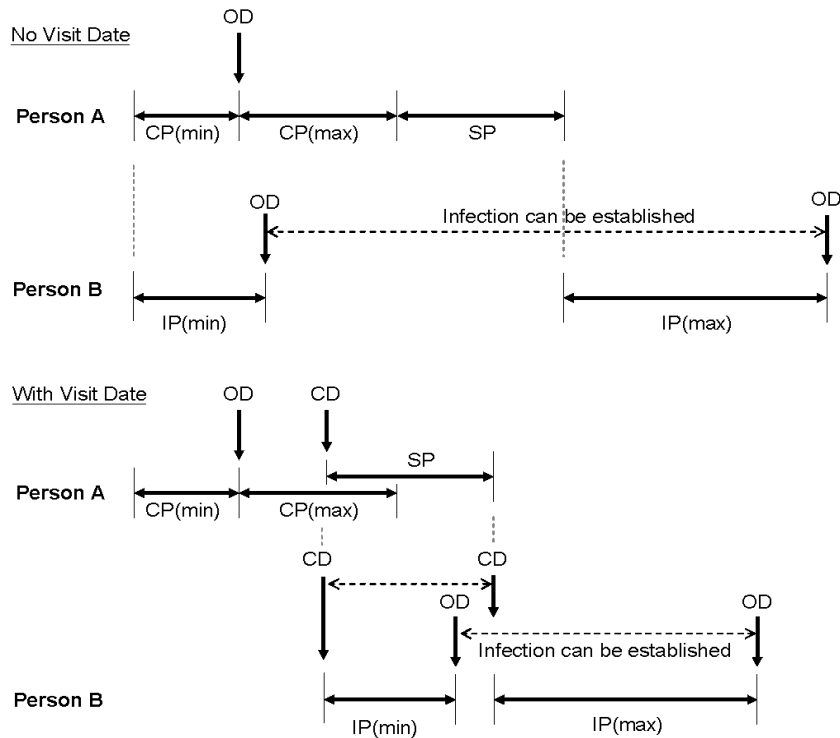 OD
No Visit Date
Person A
CP(min)
CP(max)
SP
OD
Infection can be established
OD
Person B
IP(min)
IP(max)
With Visit Date
OD
CD
SP
Person A
CP(min)
CP(max)
CD
CD
OD
OD
Infection can be established
Person B
IP(min)
IP(max)